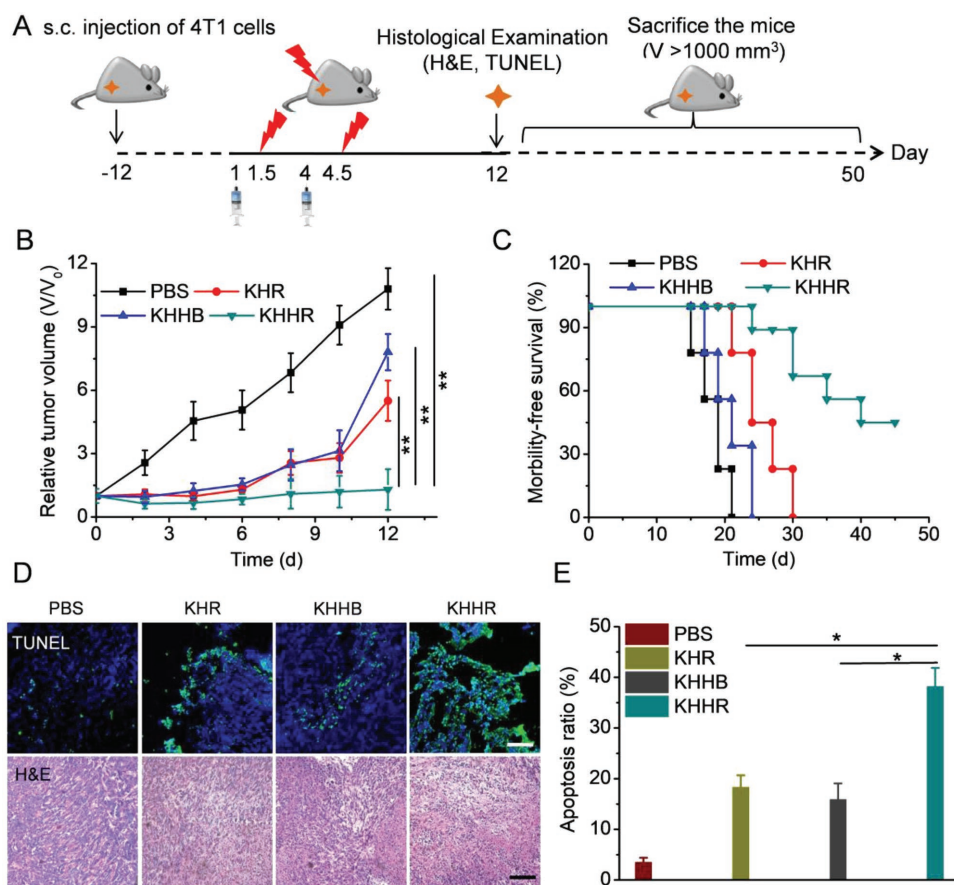 A
s.c. injection of 4T1 cells
Histological Examination
(H&E, TUNEL)
Sacrifice the mice
(V >1000 mm³)
-12 1 1.5 4 4.5 12 50 Day
B
Relative tumor volume (V/V₀)
12
9
6
3
0
PBS KHR
KHHB KHHR
**
**
**
0 3 6 9 12
Time (d)
C
Morbility-free survival (%)
120
90
60
30
0
PBS KHR
KHHB KHHR
0 10 20 30 40 50
Time (d)
D
PBS KHR KHHB KHHR
TUNEL
H&E
E
Apoptosis ratio (%)
50
40
30
20
10
0
PBS
KHR
KHHB
KHHR
*
*